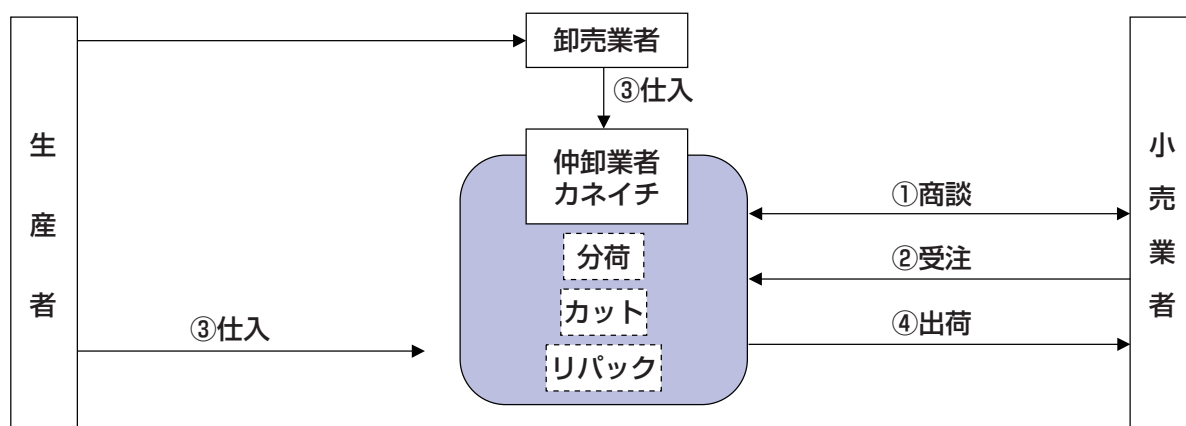 生産者
卸売業者
③仕入
仲卸業者
カネイチ
分荷
カット
リパック
③仕入
①商談
②受注
④出荷
小売業者